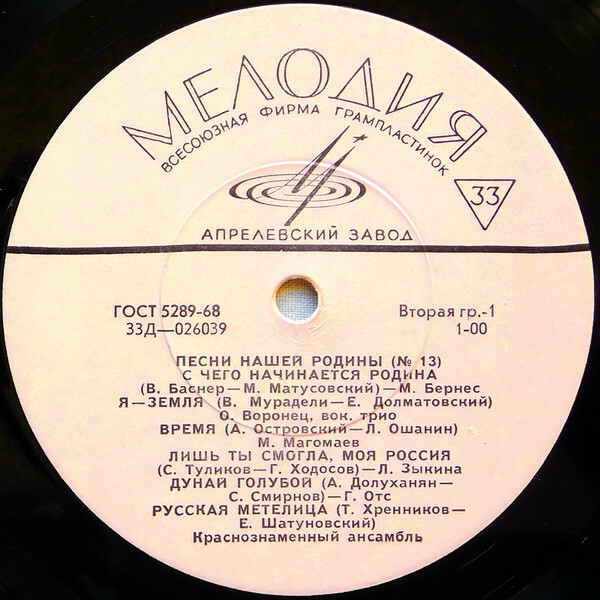 МЕЛОДИЯ
ВСЕСОЮЗНАЯ ФИРМА ГРАМПЛАСТИНОК
33
АПРЕЛЕВСКИЙ ЗАВОД
ГОСТ 5289-68 Вторая гр.-1
33Д—026039 1-00
ПЕСНИ НАШЕЙ РОДИНЫ (№ 13)
С ЧЕГО НАЧИНАЕТСЯ РОДИНА
(В. Баснер—М. Матусовский)—М. Бернес
Я—ЗЕМЛЯ (В. Мурадели—Е. Долматовский)
О. Воронец, вок. трио
ВРЕМЯ (А. Островский—Л. Ошанин)
М. Магомаев
ЛИШЬ ТЫ СМОГЛА, МОЯ РОССИЯ
(С. Туликов—Г. Ходосов)—Л. Зыкина
ДУНАЙ ГОЛУБОЙ (А. Долуханян—
С. Смирнов)—Г. Отс
РУССКАЯ МЕТЕЛИЦА (Т. Хренников—
Е. Шатуновский)
Краснознаменный ансамбль